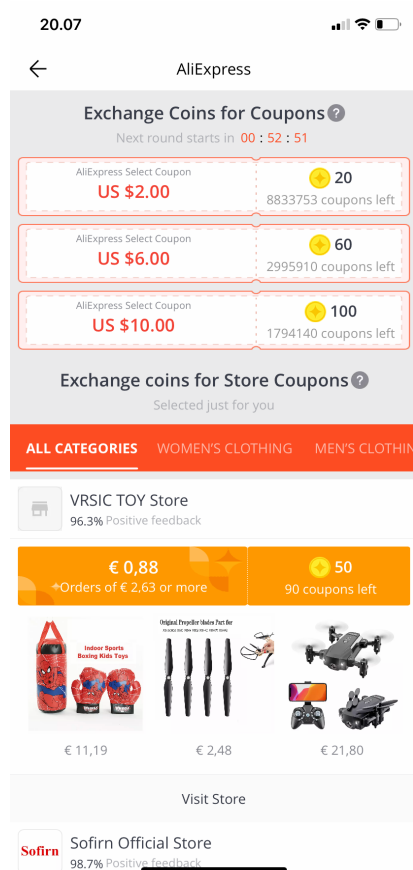 20.07
AliExpress
Exchange Coins for Coupons ?
Next round starts in 00 : 52 : 51
AliExpress Select Coupon
US $2.00
20
8833753 coupons left
AliExpress Select Coupon
US $6.00
60
2995910 coupons left
AliExpress Select Coupon
US $10.00
100
1794140 coupons left
Exchange coins for Store Coupons ?
Selected just for you
ALL CATEGORIES WOMEN'S CLOTHING MEN'S CLOTHIN
VRSIC TOY Store
96.3% Positive feedback
€ 0,88
*Orders of € 2,63 or more
50
90 coupons left
Indoor Sports
Boxing Kids Toys
Original Propeller blades Part for
€ 11,19
€ 2,48
€ 21,80
Visit Store
Sofirn
Sofirn Official Store
98.7% Positive feedback